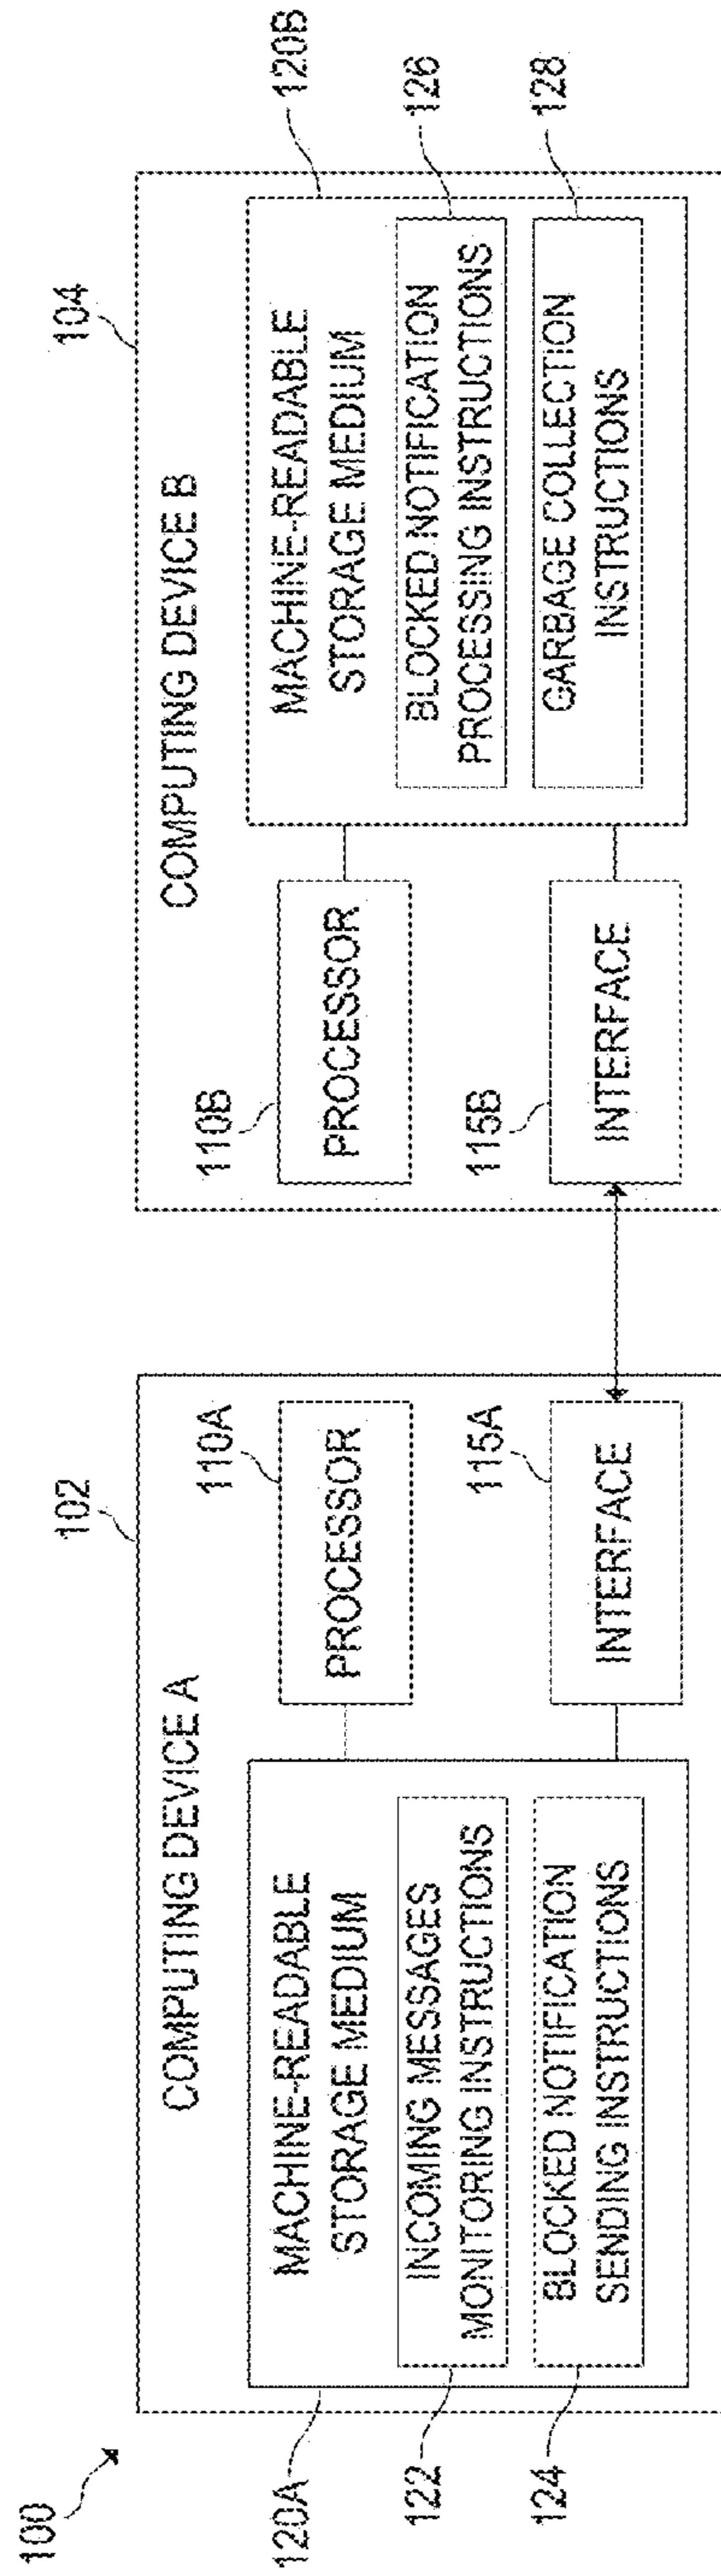 100
102
COMPUTING DEVICE A
120A
MACHINE-READABLE
STORAGE MEDIUM
122
INCOMING MESSAGES
MONITORING INSTRUCTIONS
124
BLOCKED NOTIFICATION
SENDING INSTRUCTIONS
110A
PROCESSOR
115A
INTERFACE
104
COMPUTING DEVICE B
110B
PROCESSOR
115B
INTERFACE
120B
MACHINE-READABLE
STORAGE MEDIUM
126
BLOCKED NOTIFICATION
PROCESSING INSTRUCTIONS
128
GARBAGE COLLECTION
INSTRUCTIONS